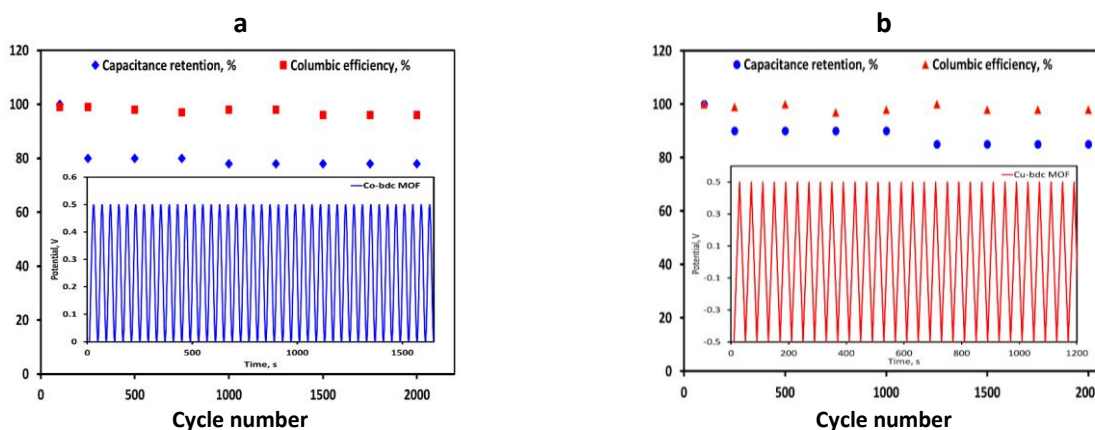 a
120
100
80
60
40
20
0
0 500 1000 1500 2000
Capacitance retention, %
Columbic efficiency, %
Cycle number
Co-bdc MOF
0.6
0.5
0.4
0.3
0.2
0.1
0
Potential, V
0 500 1000 1500
Time, s
b
120
100
80
60
40
20
0
0 500 1000 1500 2000
Capacitance retention, %
Columbic efficiency, %
Cycle number
Cu-bdc MOF
0.5
0.3
0.1
-0.1
-0.3
-0.5
Potential, V
0 200 400 600 800 1000 1200
Time, s